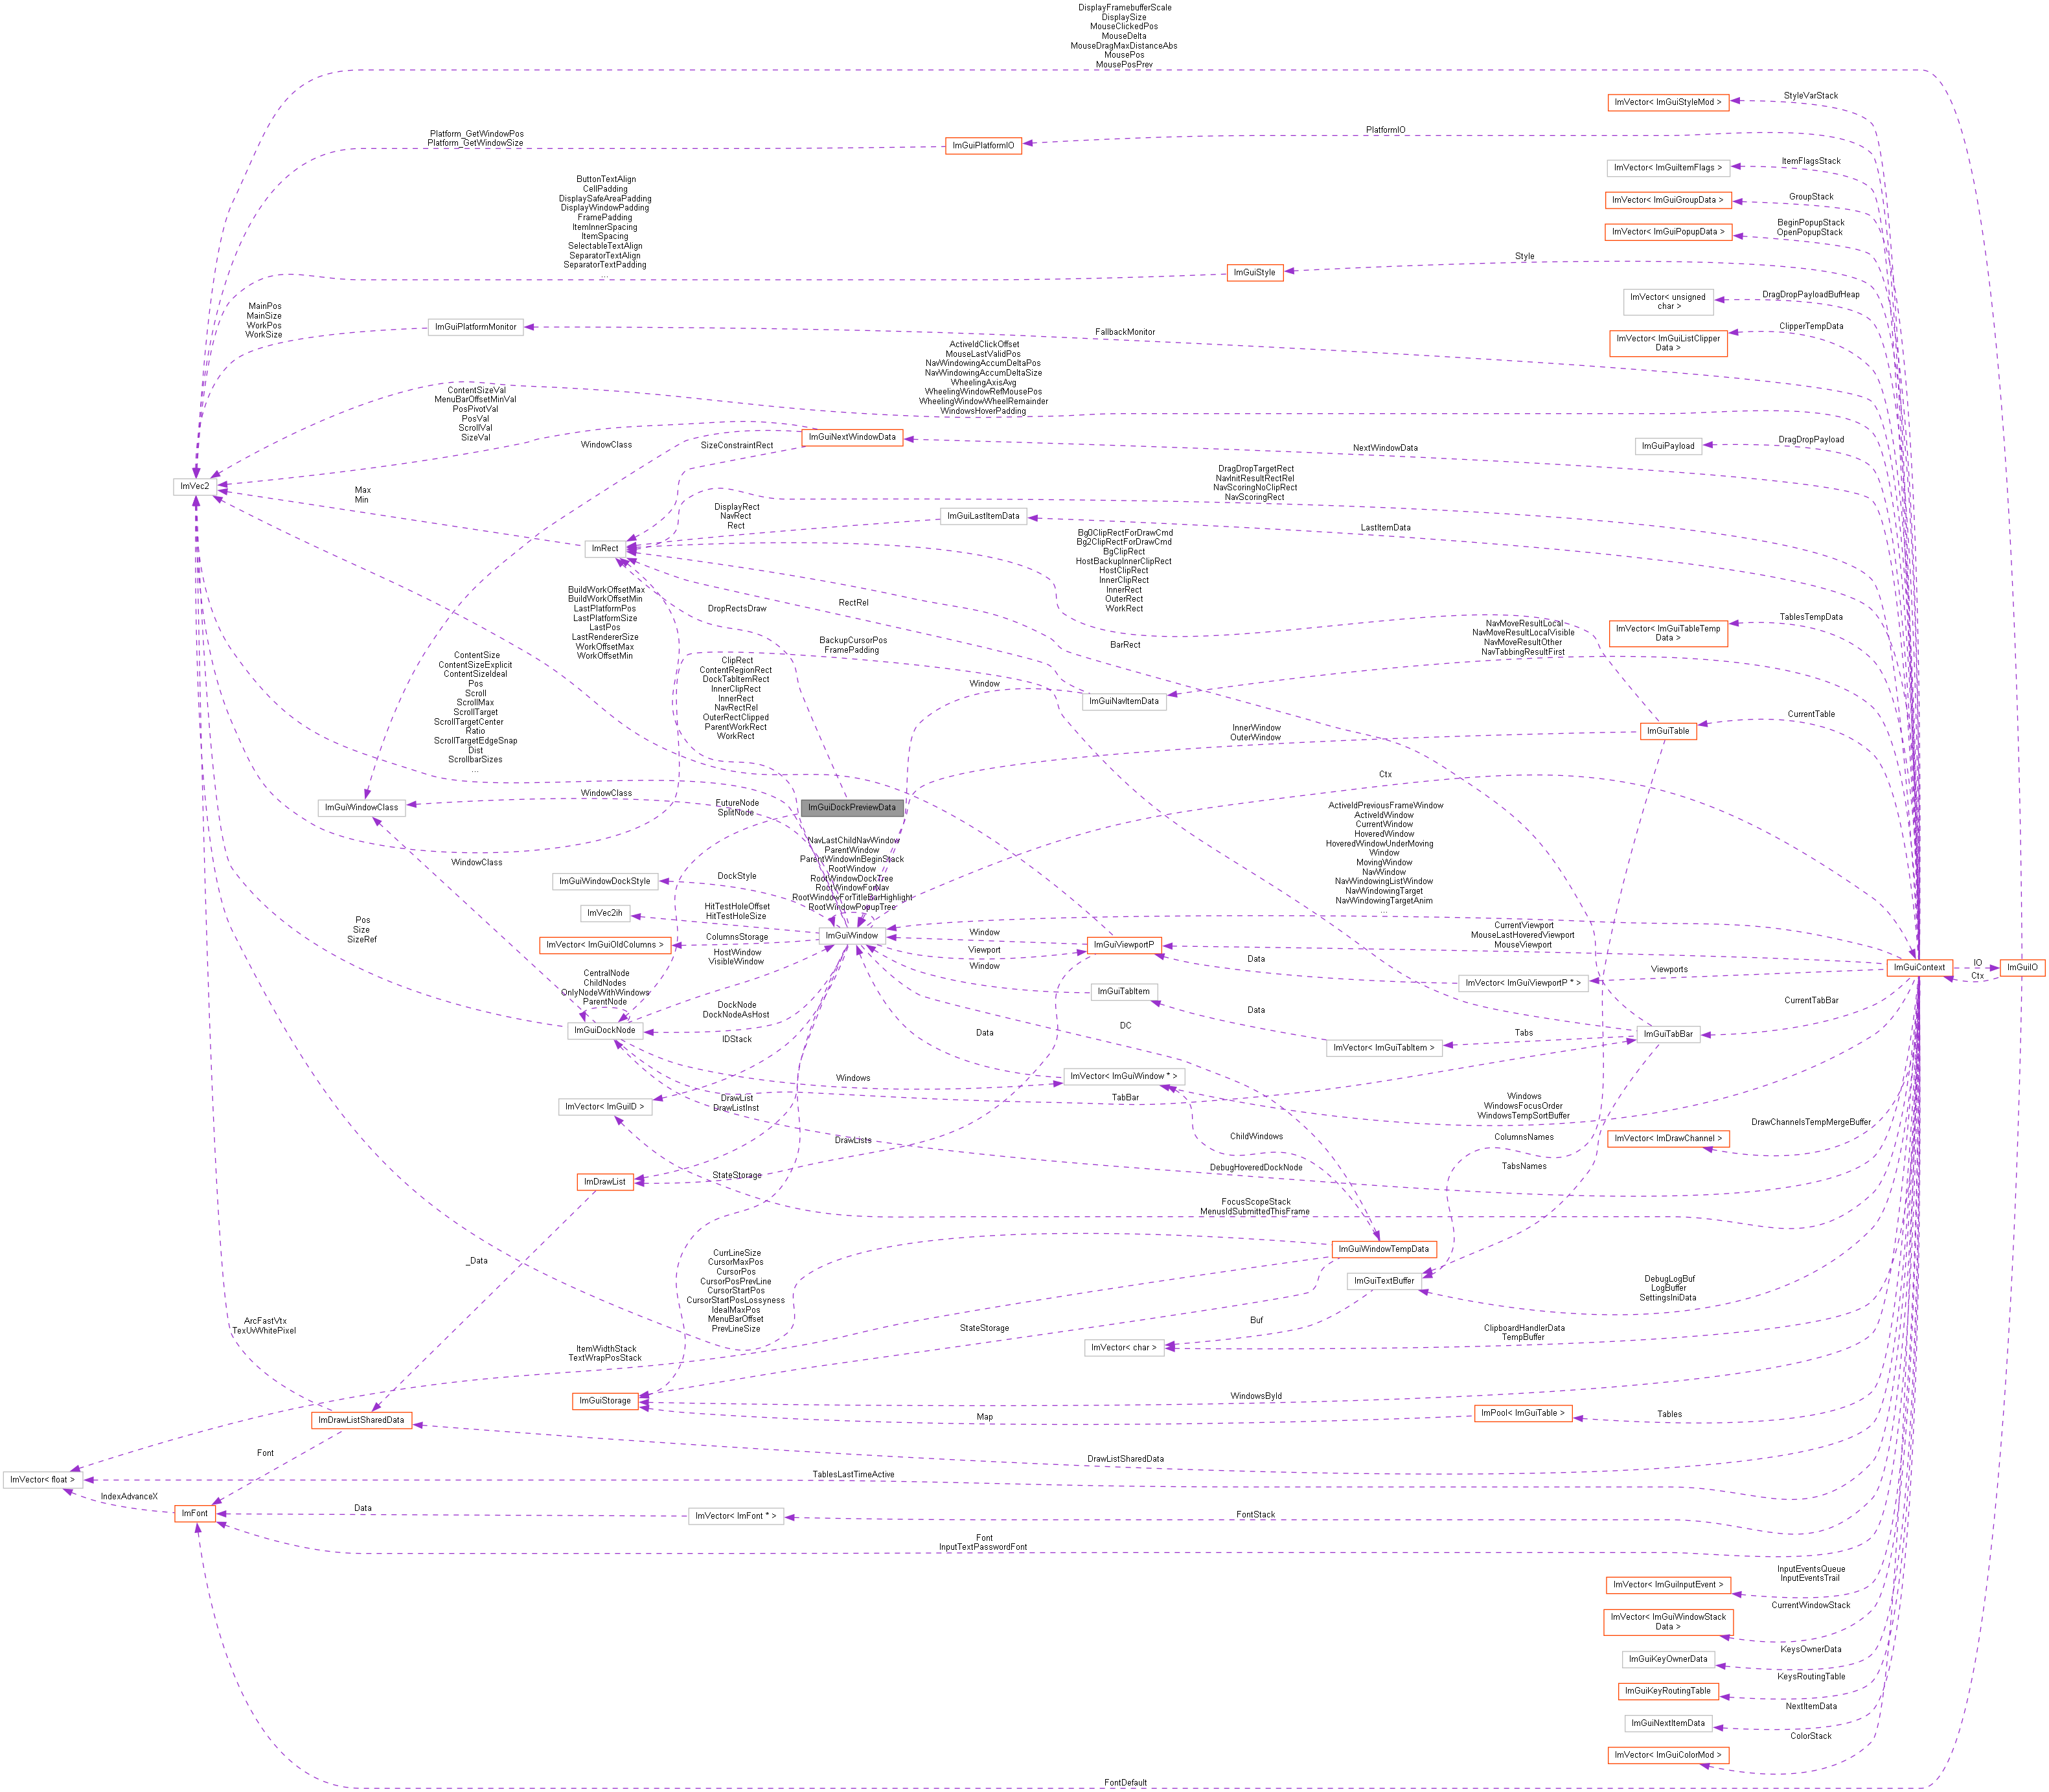 DisplayFramebufferScale
DisplaySize
MouseClickedPos
MouseDelta
MouseDragMaxDistanceAbs
MousePos
MousePosPrev
ImVector< ImGuiStyleMod >
StyleVarStack
Platform_GetWindowPos
Platform_GetWindowSize
ImGuiPlatformIO
PlatformIO
ImVector< ImGuiItemFlags >
ItemFlagsStack
ButtonTextAlign
CellPadding
DisplaySafeAreaPadding
DisplayWindowPadding
FramePadding
ItemInnerSpacing
ItemSpacing
SelectableTextAlign
SeparatorTextAlign
SeparatorTextPadding
...
ImVector< ImGuiGroupData >
GroupStack
ImVector< ImGuiPopupData >
BeginPopupStack
OpenPopupStack
ImGuiStyle
Style
MainPos
MainSize
WorkPos
WorkSize
ImGuiPlatformMonitor
FallbackMonitor
ImVector< unsigned
char >
DragDropPayloadBufHeap
ImVector< ImGuiListClipper
Data >
ClipperTempData
ActiveIdClickOffset
MouseLastValidPos
NavWindowingAccumDeltaPos
NavWindowingAccumDeltaSize
WheelingAxisAvg
WheelingWindowRefMousePos
WheelingWindowWheelRemainder
WindowsHoverPadding
ContentSizeVal
MenuBarOffsetMinVal
PosPivotVal
PosVal
ScrollVal
SizeVal
WindowClass
SizeConstraintRect
ImGuiNextWindowData
NextWindowData
ImGuiPayload
DragDropPayload
ImVec2
Max
Min
DragDropTargetRect
NavInitResultRectRel
NavScoringNoClipRect
NavScoringRect
DisplayRect
NavRect
Rect
ImGuiLastItemData
LastItemData
ImRect
Bg0ClipRectForDrawCmd
Bg2ClipRectForDrawCmd
BgClipRect
HostBackupInnerClipRect
HostClipRect
InnerClipRect
InnerRect
OuterRect
WorkRect
BuildWorkOffsetMax
BuildWorkOffsetMin
LastPlatformPos
LastPlatformSize
LastPos
LastRendererSize
WorkOffsetMax
WorkOffsetMin
DropRectsDraw
RectRel
BackupCursorPos
FramePadding
BarRect
NavMoveResultLocal
NavMoveResultLocalVisible
NavMoveResultOther
NavTabbingResultFirst
ImVector< ImGuiTableTemp
Data >
TablesTempData
ContentSize
ContentSizeExplicit
ContentSizeIdeal
Pos
Scroll
ScrollMax
ScrollTarget
ScrollTargetCenter
Ratio
ScrollTargetEdgeSnap
Dist
ScrollbarSizes
...
ClipRect
ContentRegionRect
DockTabItemRect
InnerClipRect
InnerRect
NavRectRel
OuterRectClipped
ParentWorkRect
WorkRect
Window
ImGuiNavItemData
InnerWindow
OuterWindow
ImGuiTable
CurrentTable
ImGuiWindowClass
WindowClass
FutureNode
SplitNode
ImGuiDockPreviewData
Ctx
ActiveIdPreviousFrameWindow
ActiveIdWindow
CurrentWindow
HoveredWindow
HoveredWindowUnderMoving
Window
MovingWindow
NavWindow
NavWindowingListWindow
NavWindowingTarget
NavWindowingTargetAnim
...
WindowClass
NavLastChildNavWindow
ParentWindow
ParentWindowInBeginStack
RootWindow
RootWindowDockTree
RootWindowForNav
RootWindowForTitleBarHighlight
RootWindowPopupTree
ImGuiWindowDockStyle
DockStyle
ImVec2ih
HitTestHoleOffset
HitTestHoleSize
ImGuiWindow
ImVector< ImGuiOldColumns >
ColumnsStorage
Pos
Size
SizeRef
HostWindow
VisibleWindow
Window
Viewport
ImGuiViewportP
CurrentViewport
MouseLastHoveredViewport
MouseViewport
Window
Data
ImVector< ImGuiViewportP * >
Viewports
ImGuiContext
IO
Ctx
ImGuiIO
CentralNode
ChildNodes
OnlyNodeWithWindows
ParentNode
ImGuiDockNode
DockNode
DockNodeAsHost
ImGuiTabItem
Data
ImVector< ImGuiTabItem >
Tabs
ImGuiTabBar
CurrentTabBar
IDStack
DC
Data
Windows
ImVector< ImGuiWindow * >
ImVector< ImGuiID >
DrawList
DrawListInst
TabBar
Windows
WindowsFocusOrder
WindowsTempSortBuffer
DrawLists
ChildWindows
ColumnsNames
ImVector< ImDrawChannel >
DrawChannelsTempMergeBuffer
ImDrawList
StateStorage
DebugHoveredDockNode
TabsNames
FocusScopeStack
MenusIdSubmittedThisFrame
_Data
CurrLineSize
CursorMaxPos
CursorPos
CursorPosPrevLine
CursorStartPos
CursorStartPosLossyness
IdealMaxPos
MenuBarOffset
PrevLineSize
ImGuiWindowTempData
ImGuiTextBuffer
DebugLogBuf
LogBuffer
SettingsIniData
ArcFastVtx
TexUvWhitePixel
ItemWidthStack
TextWrapPosStack
StateStorage
Buf
ImVector< char >
ClipboardHandlerData
TempBuffer
ImGuiStorage
WindowsById
Map
ImPool< ImGuiTable >
Tables
ImDrawListSharedData
Font
DrawListSharedData
ImVector< float >
TablesLastTimeActive
IndexAdvanceX
ImFont
Data
ImVector< ImFont * >
FontStack
Font
InputTextPasswordFont
ImVector< ImGuiInputEvent >
InputEventsQueue
InputEventsTrail
ImVector< ImGuiWindowStack
Data >
CurrentWindowStack
ImGuiKeyOwnerData
KeysOwnerData
ImGuiKeyRoutingTable
KeysRoutingTable
ImGuiNextItemData
NextItemData
ImVector< ImGuiColorMod >
ColorStack
FontDefault